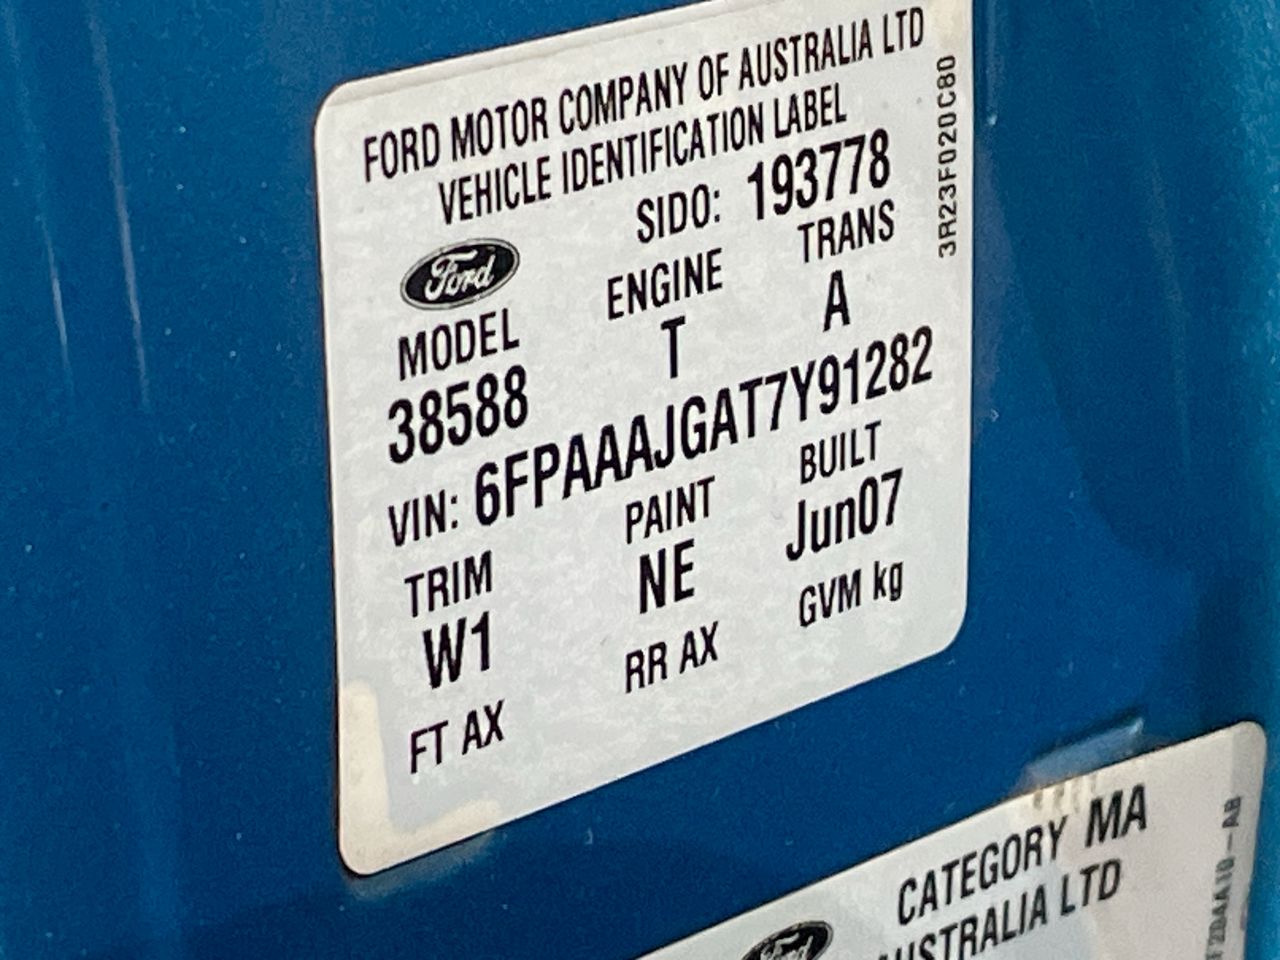 FORD MOTOR COMPANY OF AUSTRALIA LTD
VEHICLE IDENTIFICATION LABEL
SIDO: 193778
3R23F020C80
Ford
MODEL ENGINE TRANS
38588 T A
VIN: 6FPAAAJGAT7Y91282
TRIM PAINT BUILT
W1 NE Jun07
FT AX RR AX GVM kg
Ford
CATEGORY MA
AUSTRALIA LTD